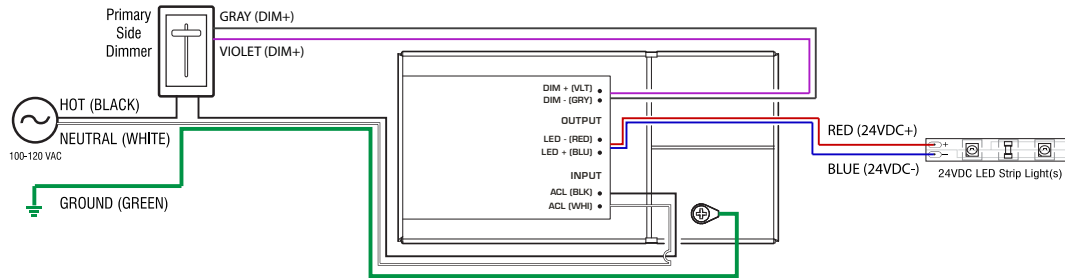 Primary
Side
Dimmer
GRAY (DIM+)
VIOLET (DIM+)
HOT (BLACK)
NEUTRAL (WHITE)
100-120 VAC
GROUND (GREEN)
DIM + (VLT)
DIM - (GRY)
OUTPUT
LED - (RED)
LED + (BLU)
INPUT
ACL (BLK)
ACL (WHI)
RED (24VDC+)
BLUE (24VDC-)
+
–
24VDC LED Strip Light(s)